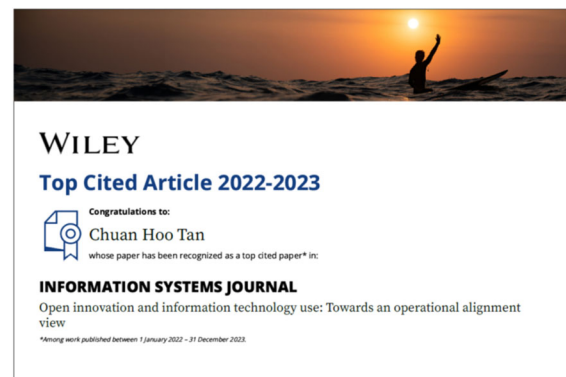 WILEY
Top Cited Article 2022-2023
Congratulations to:
Chuan Hoo Tan
whose paper has been recognized as a top cited paper* in:
INFORMATION SYSTEMS JOURNAL
Open innovation and information technology use: Towards an operational alignment
view
*Among work published between 1 January 2022 – 31 December 2023.